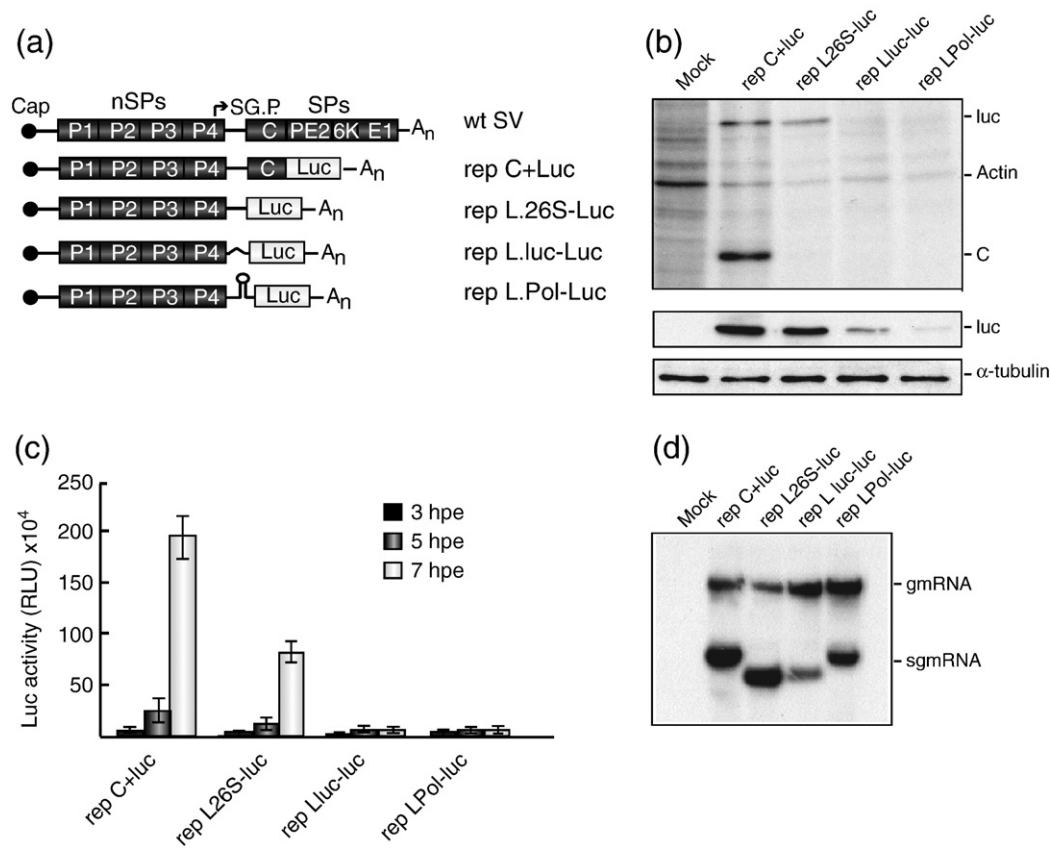 (a)
nSPs SG.P. SPs
Cap P1 P2 P3 P4 C PE2 6K E1 An wt SV
P1 P2 P3 P4 C Luc An rep C+Luc
P1 P2 P3 P4 Luc An rep L.26S-Luc
P1 P2 P3 P4 Luc An rep L.luc-Luc
P1 P2 P3 P4 Luc An rep L.Pol-Luc
(b)
Mock rep C+luc rep L26S-luc rep Lluc-luc rep LPol-luc
luc
Actin
C
luc
α-tubulin
(c)
Luc activity (RLU) x10⁴
250
200
150
100
50
3 hpe
5 hpe
7 hpe
rep C+luc rep L26S-luc rep Lluc-luc rep LPol-luc
(d)
Mock rep C+luc rep L26S-luc rep L luc-luc rep LPol-luc
gmRNA
sgmRNA